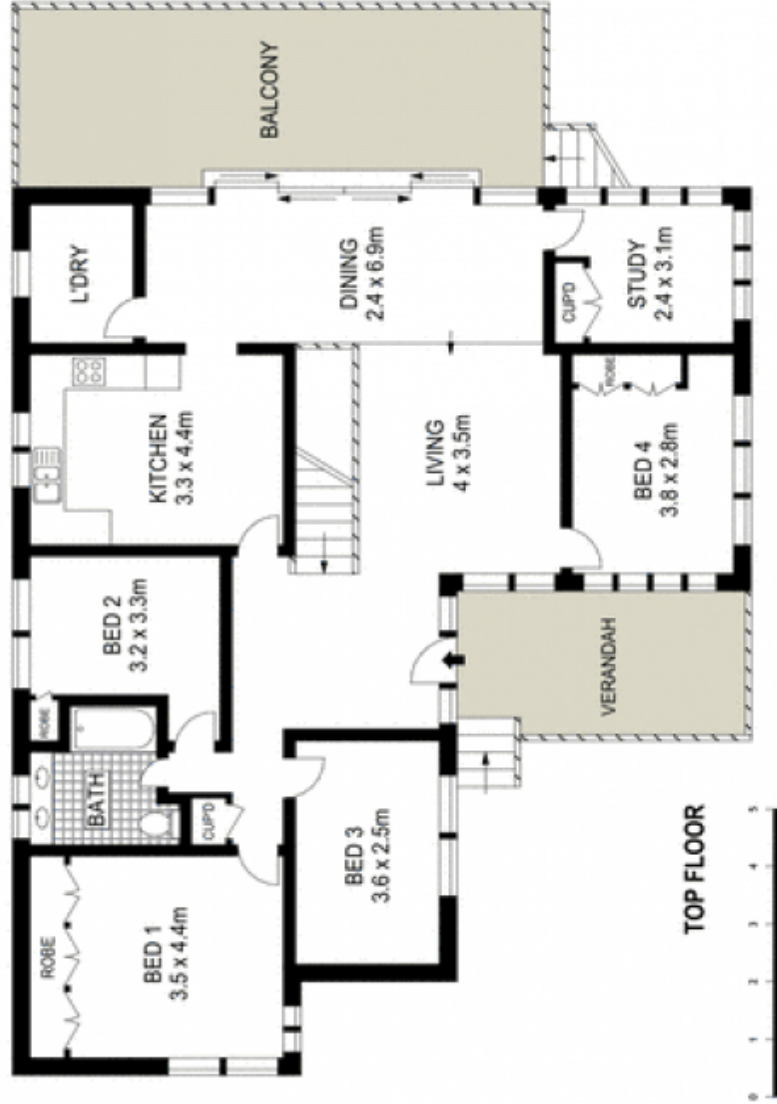 BALCONY
L'DRY
DINING
2.4 x 6.9m
CUP'D
STUDY
2.4 x 3.1m
KITCHEN
3.3 x 4.4m
LIVING
4 x 3.5m
ROBE
BED 4
3.8 x 2.8m
BED 2
3.2 x 3.3m
VERANDAH
ROBE
BATH
CUP'D
BED 3
3.6 x 2.5m
ROBE
BED 1
3.5 x 4.4m
TOP FLOOR
0 1 2 3 4 5